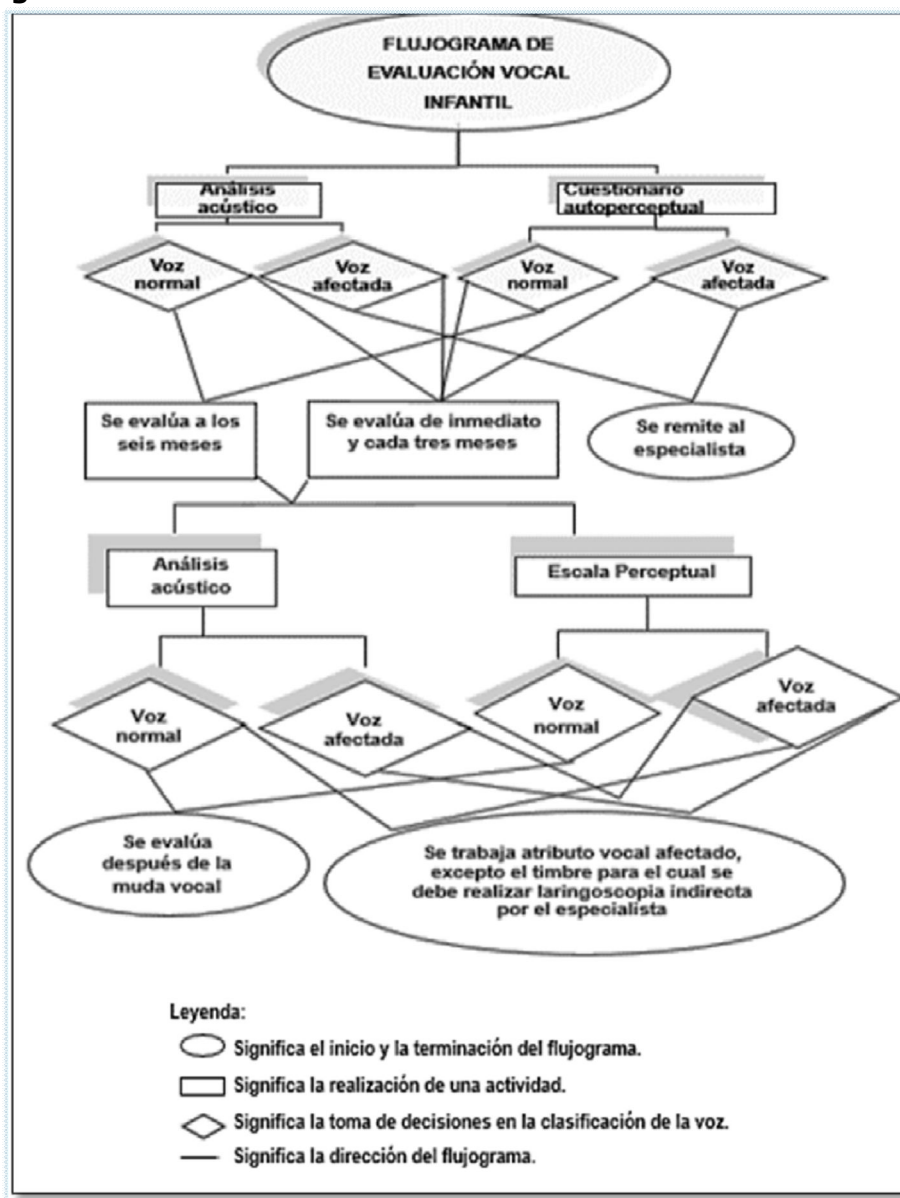 FLUJOGRAMA DE
EVALUACIÓN VOCAL
INFANTIL
Análisis
acústico
Cuestionario
autoperceptual
Voz
normal
Voz
afectada
Voz
normal
Voz
afectada
Se evalúa a los
seis meses
Se evalúa de inmediato
y cada tres meses
Se remite al
especialista
Análisis
acústico
Escala Perceptual
Voz
normal
Voz
afectada
Voz
normal
Voz
afectada
Se evalúa
después de la
muda vocal
Se trabaja atributo vocal afectado,
excepto el timbre para el cual se
debe realizar laringoscopia indirecta
por el especialista
Leyenda:
Significa el inicio y la terminación del flujograma.
Significa la realización de una actividad.
Significa la toma de decisiones en la clasificación de la voz.
Significa la dirección del flujograma.